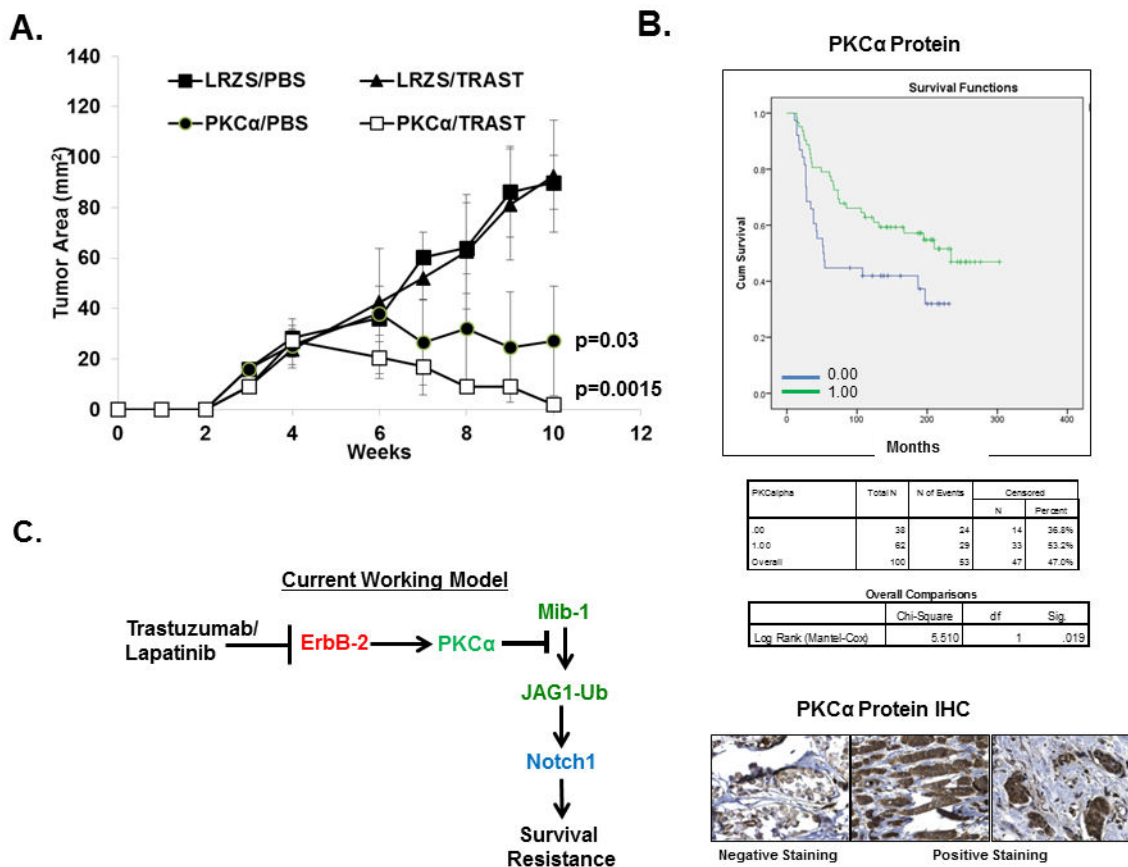 A.
Tumor Area (mm²)
140
120
100
80
60
40
20
0
LRZS/PBS
LRZS/TRAST
PKCα/PBS
PKCα/TRAST
p=0.03
p=0.0015
0
2
4
6
8
10
12
Weeks
B.
PKCα Protein
Survival Functions
Cum Survival
1.0
0.8
0.6
0.4
0.2
0.0
0.00
1.00
0
100
200
300
400
Months
PKCalpha Total N N of Events Censored
N Percent
.00 38 24 14 36.8%
1.00 62 29 33 53.2%
Overall 100 53 47 47.0%
Overall Comparisons
Chi-Square df Sig.
Log Rank (Mantel-Cox) 5.510 1 .019
PKCα Protein IHC
Negative Staining
Positive Staining
C.
Current Working Model
Trastuzumab/
Lapatinib
ErbB-2
PKCα
Mib-1
JAG1-Ub
Notch1
Survival
Resistance